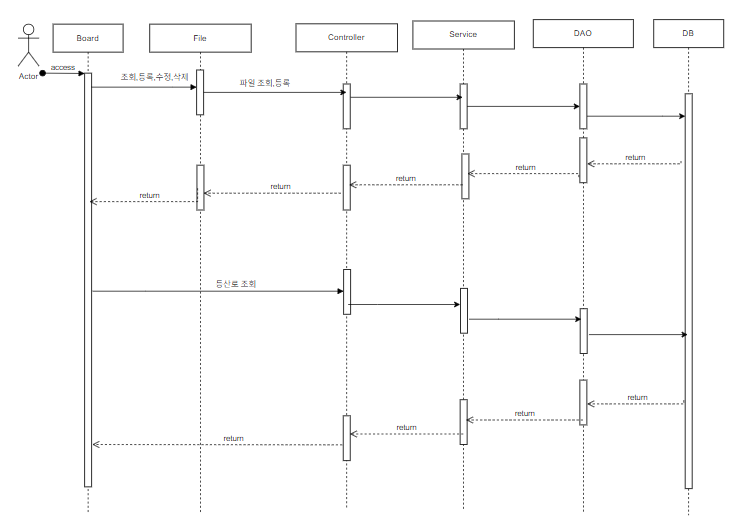 Board
File
Controller
Service
DAO
DB
Actor
access
조회,등록,수정,삭제
파일 조회,등록
return
return
return
return
return
등산로 조회
return
return
return
return